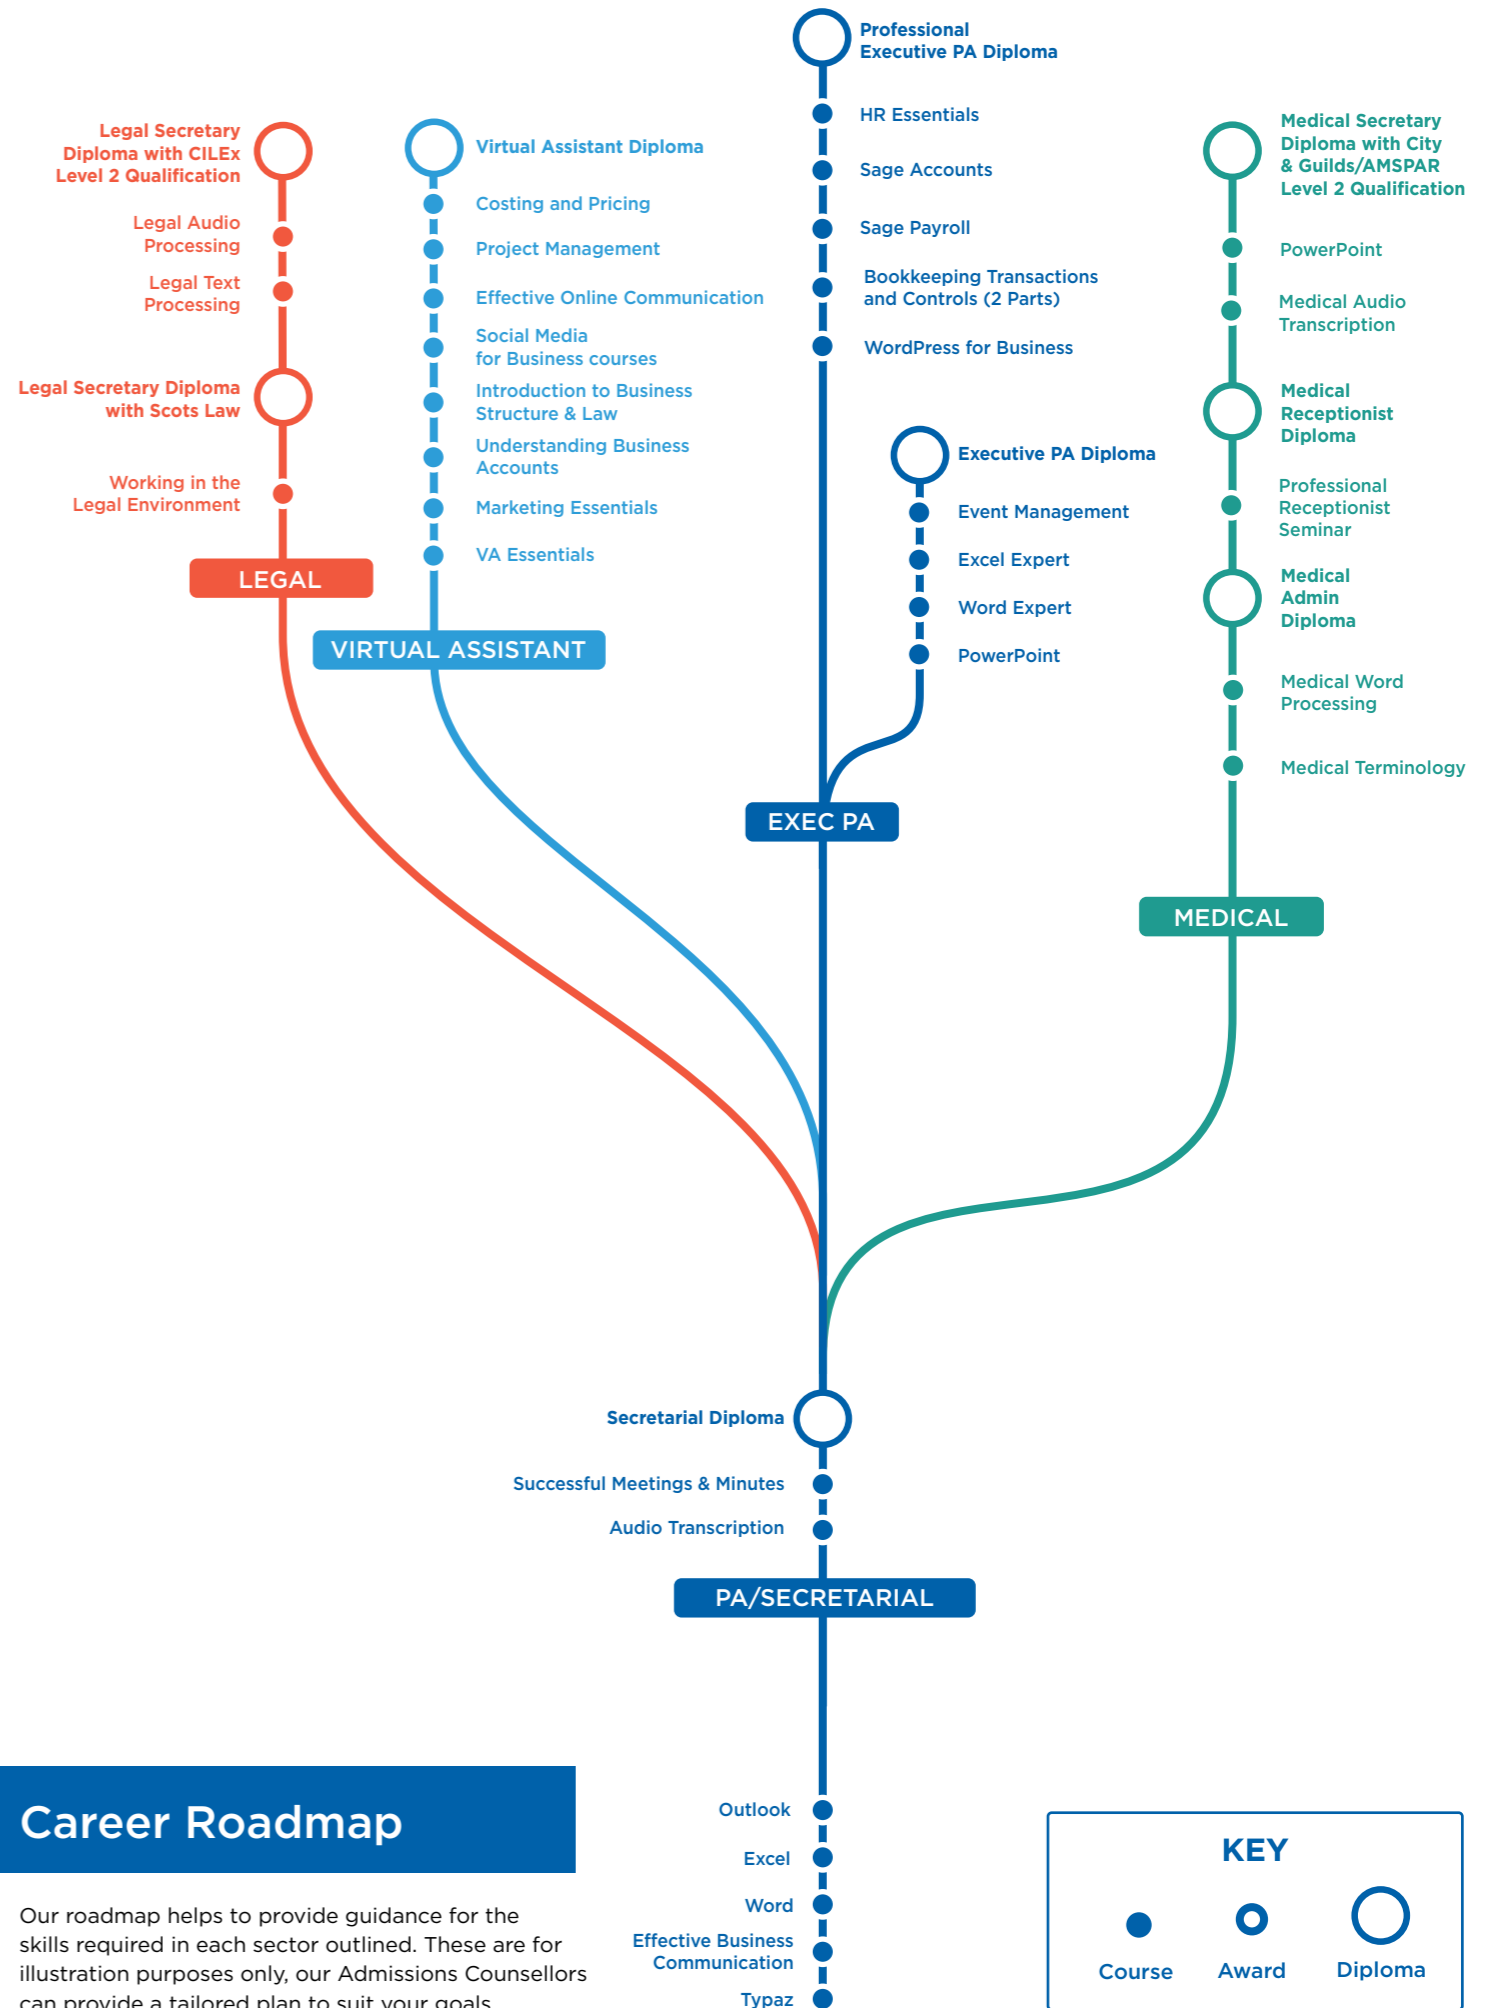 Professional
Executive PA Diploma
HR Essentials
Sage Accounts
Sage Payroll
Bookkeeping Transactions
and Controls (2 Parts)
WordPress for Business
Legal Secretary
Diploma with CILEx
Level 2 Qualification
Legal Audio
Processing
Legal Text
Processing
Legal Secretary Diploma
with Scots Law
Working in the
Legal Environment
LEGAL
Virtual Assistant Diploma
Costing and Pricing
Project Management
Effective Online Communication
Social Media
for Business courses
Introduction to Business
Structure & Law
Understanding Business
Accounts
Marketing Essentials
VA Essentials
VIRTUAL ASSISTANT
Executive PA Diploma
Event Management
Excel Expert
Word Expert
PowerPoint
EXEC PA
Medical Secretary
Diploma with City
& Guilds/AMSPAR
Level 2 Qualification
PowerPoint
Medical Audio
Transcription
Medical
Receptionist
Diploma
Professional
Receptionist
Seminar
Medical
Admin
Diploma
Medical Word
Processing
Medical Terminology
MEDICAL
Secretarial Diploma
Successful Meetings & Minutes
Audio Transcription
PA/SECRETARIAL
Outlook
Excel
Word
Effective Business
Communication
Typaz
Career Roadmap
Our roadmap helps to provide guidance for the
skills required in each sector outlined. These are for
illustration purposes only, our Admissions Counsellors
can provide a tailored plan to suit your goals
KEY
Course
Award
Diploma